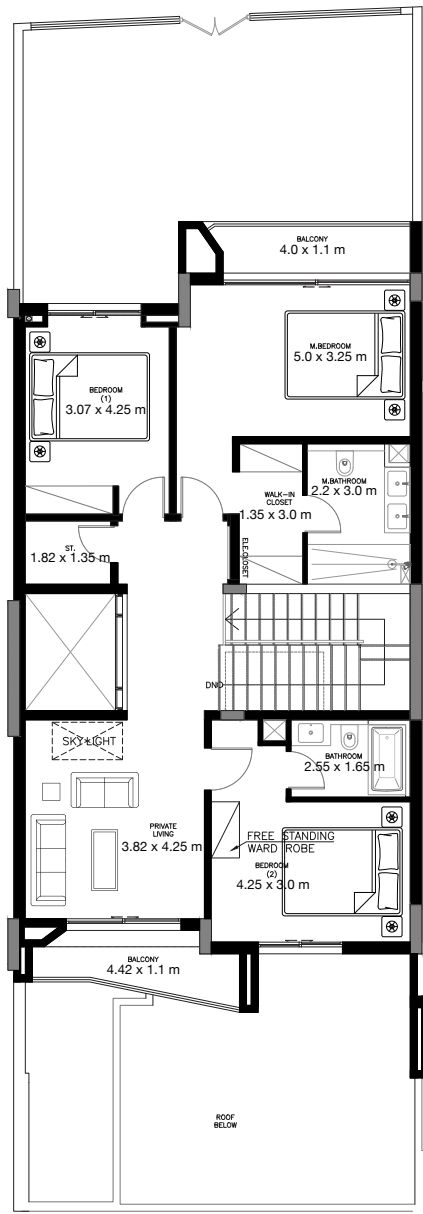 BALCONY
4.0 x 1.1 m
M.BEDROOM
5.0 x 3.25 m
BEDROOM
(1)
3.07 x 4.25 m
M.BATHROOM
2.2 x 3.0 m
WALK-IN
CLOSET
1.35 x 3.0 m
ST.
1.82 x 1.35 m
ELE.CLOSET
DN
SKYLIGHT
BATHROOM
2.55 x 1.65 m
PRIVATE
LIVING
3.82 x 4.25 m
FREE STANDING
WARD ROBE
BEDROOM
(2)
4.25 x 3.0 m
BALCONY
4.42 x 1.1 m
ROOF
BELOW